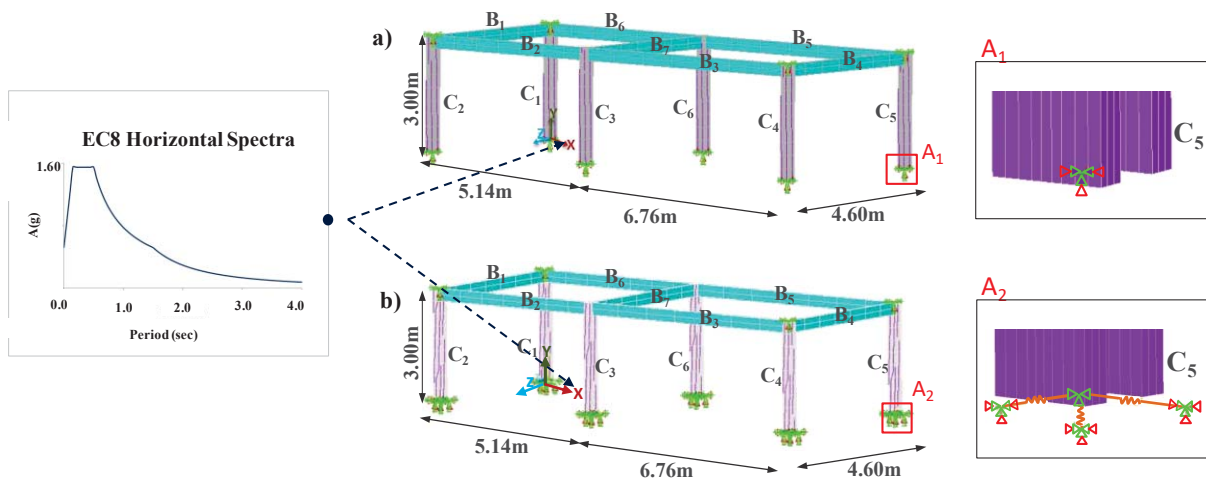 EC8 Horizontal Spectra
1.60
A(g)
0.0
1.0
2.0
3.0
4.0
Period (sec)
a)
B₁
B₆
B₂
B₇
B₅
B₃
B₄
3.00m
C₂
C₁
C₃
C₆
C₄
C₅
Y
Z
X
A₁
5.14m
6.76m
4.60m
A₁
C₅
b)
B₁
B₆
B₂
B₇
B₅
B₃
B₄
3.00m
C₂
C₁
C₃
C₆
C₄
C₅
Y
Z
X
A₂
5.14m
6.76m
4.60m
A₂
C₅